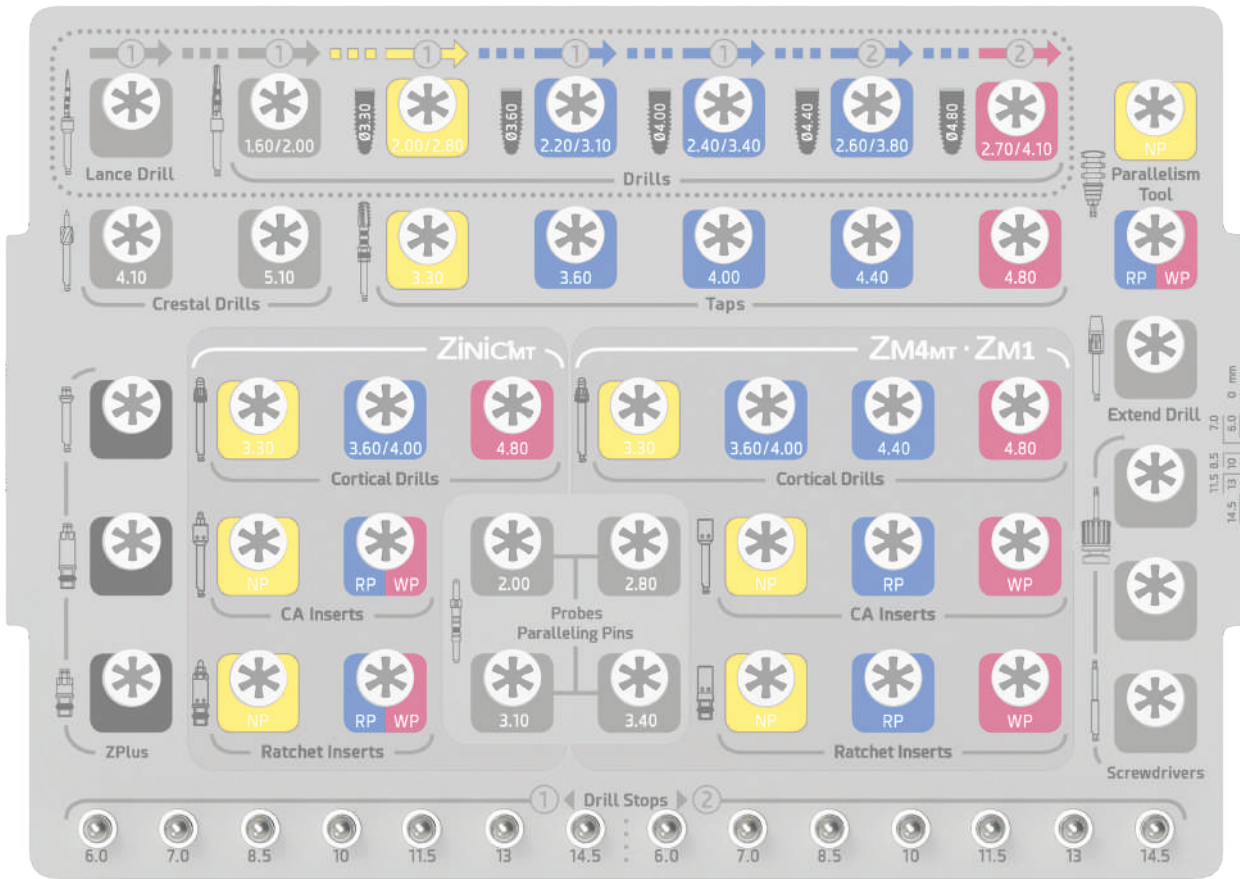 1 1 1 1 1 2 2
Ø3.30 Ø3.60 Ø4.00 Ø4.40 Ø4.80
1.60/2.00 2.00/2.80 2.20/3.10 2.40/3.40 2.60/3.80 2.70/4.10
NP
Lance Drill
Drills
Parallelism
Tool
4.10 5.10 3.30 3.60 4.00 4.40 4.80
RP WP
Crestal Drills
Taps
ZiNiC MT
ZM4MT · ZM1
3.30 3.60/4.00 4.80
3.30 3.60/4.00 4.40 4.80
Extend Drill
Cortical Drills
Cortical Drills
0 mm
7.0 6.0
11.5 8.5
13 10
14.5
NP RP WP
2.00 2.80
NP RP WP
CA Inserts
Probes
Paralleling Pins
CA Inserts
NP RP WP
3.10 3.40
NP RP WP
ZPlus
Ratchet Inserts
Ratchet Inserts
Screwdrivers
1 Drill Stops 2
6.0 7.0 8.5 10 11.5 13 14.5 6.0 7.0 8.5 10 11.5 13 14.5